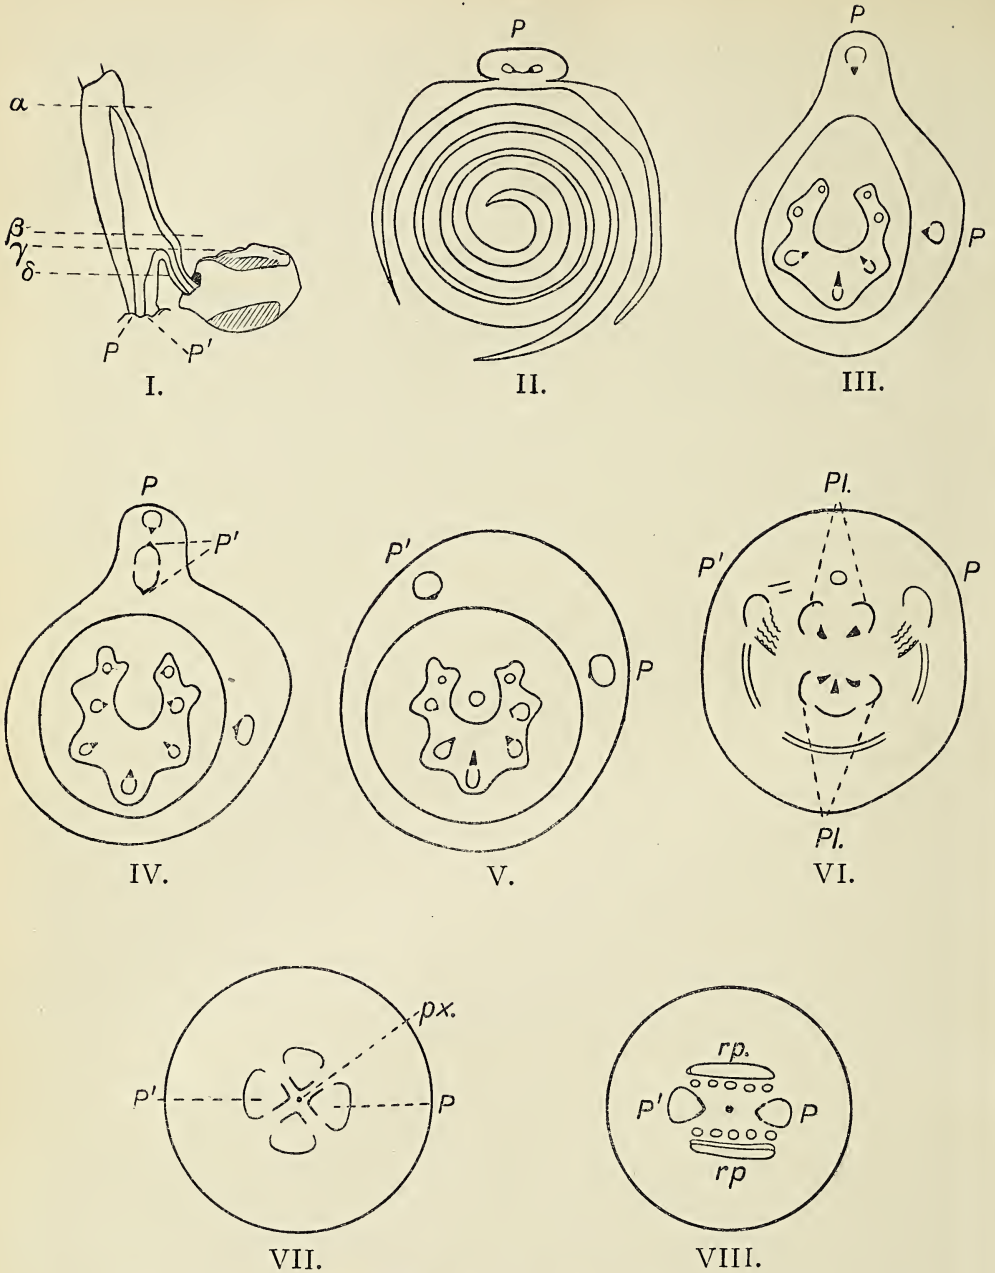 α
β
γ
δ
P
P'
I.
P
II.
P
P
III.
P
P'
IV.
P'
P
V.
Pl.
P'
P
Pl.
VI.
px.
P'
P
VII.
rp.
P'
P
rp
VIII.